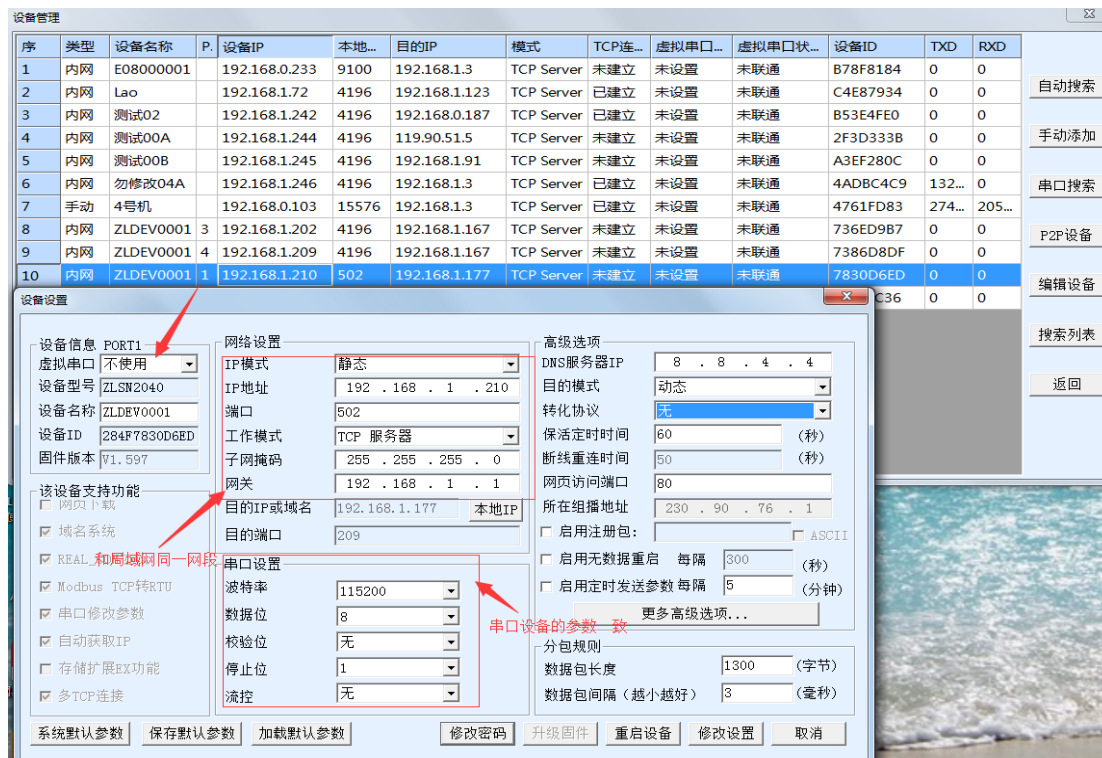 设备管理
序 类型 设备名称 P. 设备IP 本地... 目的IP 模式 TCP连... 虚拟串口... 虚拟串口状... 设备ID TXD RXD
1 内网 E08000001 192.168.0.233 9100 192.168.1.3 TCP Server 未建立 未设置 未联通 B78F8184 0 0
2 内网 Lao 192.168.1.72 4196 192.168.1.123 TCP Server 已建立 未设置 未联通 C4E87934 0 0
3 内网 测试02 192.168.1.242 4196 192.168.0.187 TCP Server 已建立 未设置 未联通 B53E4FE0 0 0
4 内网 测试00A 192.168.1.244 4196 119.90.51.5 TCP Server 未建立 未设置 未联通 2F3D333B 0 0
5 内网 测试00B 192.168.1.245 4196 192.168.1.91 TCP Server 未建立 未设置 未联通 A3EF280C 0 0
6 内网 勿修改04A 192.168.1.246 4196 192.168.1.3 TCP Server 已建立 未设置 未联通 4ADBC4C9 132... 0
7 手动 4号机 192.168.0.103 15576 192.168.1.3 TCP Server 已建立 未设置 未联通 4761FD83 274... 205...
8 内网 ZLDEV0001 3 192.168.1.202 4196 192.168.1.167 TCP Server 未建立 未设置 未联通 736ED9B7 0 0
9 内网 ZLDEV0001 4 192.168.1.209 4196 192.168.1.167 TCP Server 未建立 未设置 未联通 7386D8DF 0 0
10 内网 ZLDEV0001 1 192.168.1.210 502 192.168.1.177 TCP Server 未建立 未设置 未联通 7830D6ED 0 0
C36 0 0
自动搜索
手动添加
串口搜索
P2P设备
编辑设备
搜索列表
返回
设备设置
设备信息 PORT1
虚拟串口 不使用
设备型号 ZLSN2040
设备名称 ZLDEV0001
设备ID 284F7830D6ED
固件版本 V1.597
该设备支持功能
网页下载
域名系统
REAL_
Modbus TCP转RTU
串口修改参数
自动获取IP
存储扩展EX功能
多TCP连接
和局域网同一网段
网络设置
IP模式 静态
IP地址 192 . 168 . 1 . 210
端口 502
工作模式 TCP 服务器
子网掩码 255 . 255 . 255 . 0
网关 192 . 168 . 1 . 1
目的IP或域名 192.168.1.177 本地IP
目的端口 209
串口设置
波特率 115200
数据位 8
校验位 无
停止位 1
流控 无
串口设备的参数一致
高级选项
DNS服务器IP 8 . 8 . 4 . 4
目的模式 动态
转化协议 无
保活定时时间 60 (秒)
断线重连时间 50 (秒)
网页访问端口 80
所在组播地址 230 . 90 . 76 . 1
启用注册包: ASCII
启用无数据重启 每隔 300 (秒)
启用定时发送参数 每隔 5 (分钟)
更多高级选项...
分包规则
数据包长度 1300 (字节)
数据包间隔(越小越好) 3 (毫秒)
系统默认参数 保存默认参数 加载默认参数 修改密码 升级固件 重启设备 修改设置 取消